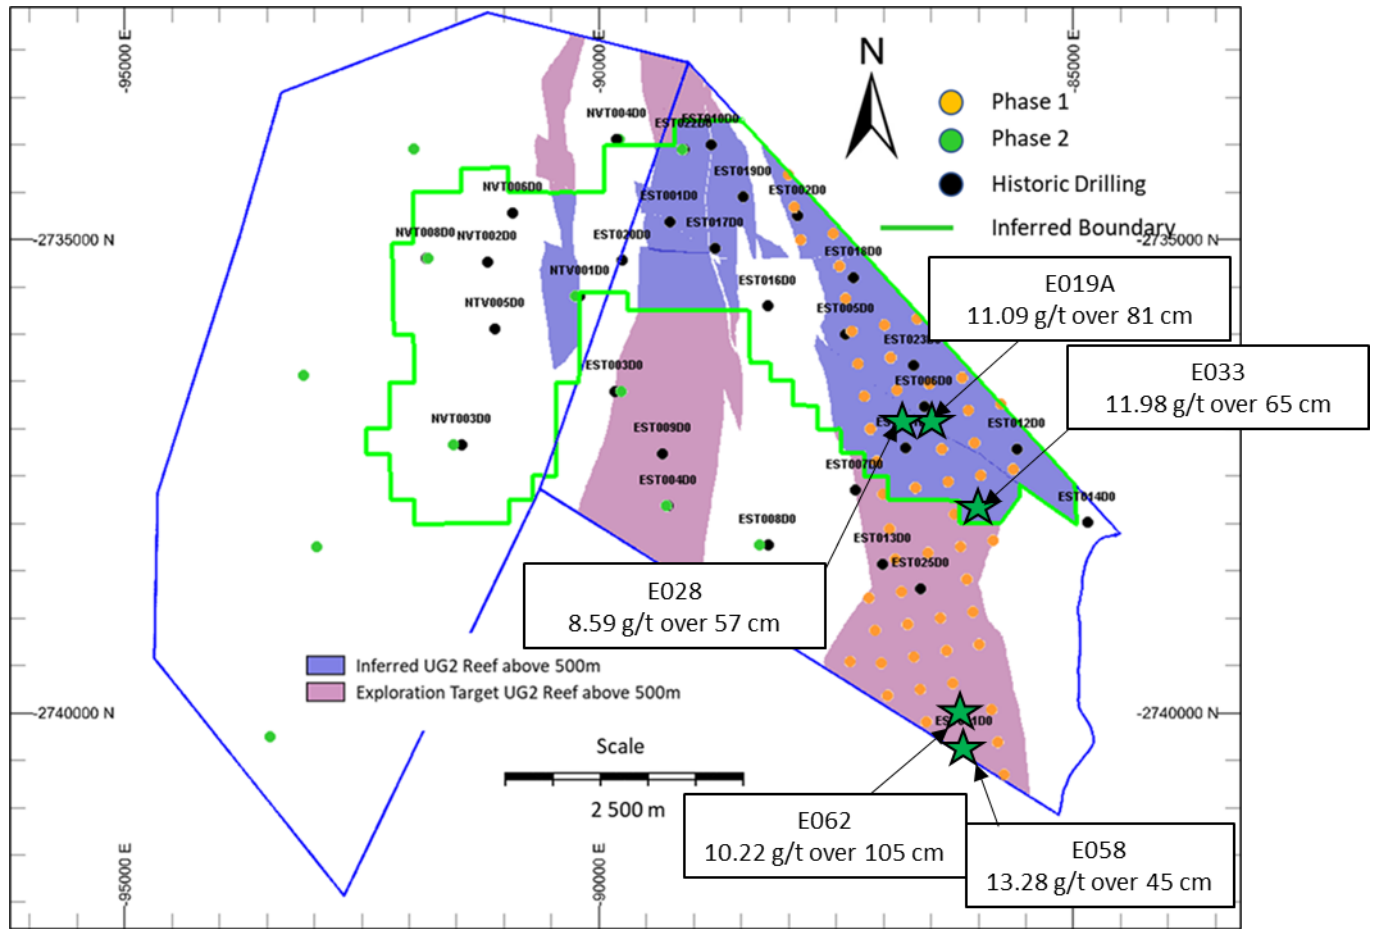 -95000 E
-90000 E
-85000 E
N
Phase 1
Phase 2
Historic Drilling
Inferred Boundary
NVT004D0
EST022D0
EST010D0
EST019D0
NVT006D0
EST001D0
EST002D0
NVT008D0
NVT002D0
EST020D0
EST017D0
-2735000 N
-2735000 N
EST018D0
NTV001D0
EST016D0
E019A
11.09 g/t over 81 cm
NTV005D0
EST005D0
EST023D
EST003D0
EST006D0
E033
11.98 g/t over 65 cm
NVT003D0
EST009D0
EST012D0
EST004D0
EST007D0
EST014D0
EST008D0
EST013D0
EST025D0
E028
8.59 g/t over 57 cm
Inferred UG2 Reef above 500m
Exploration Target UG2 Reef above 500m
-2740000 N
-2740000 N
Scale
2 500 m
E062
10.22 g/t over 105 cm
E058
13.28 g/t over 45 cm
-95000 E
-90000 E
-85000 E